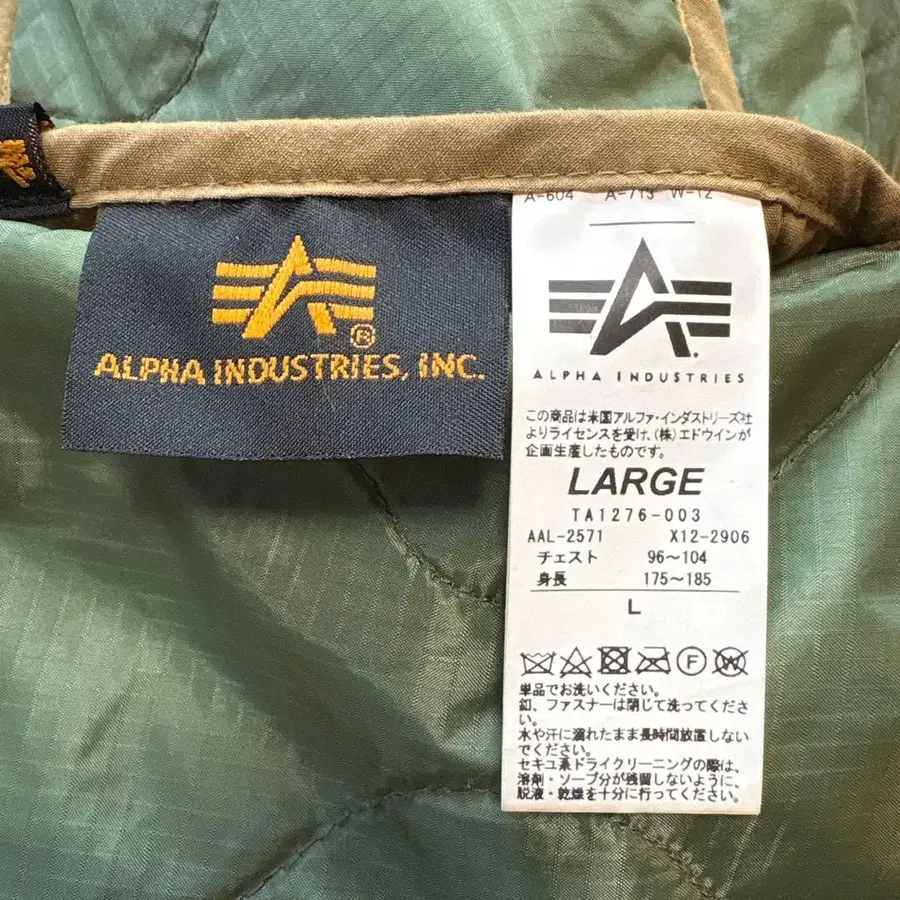 ALPHA INDUSTRIES, INC.
®
A-604 A-713 W-12
ALPHA INDUSTRIES
この商品は米国アルファ・インダストリーズ社
よりライセンスを受け、(株)エドウインが
企画生産したものです。
LARGE
TA1276-003
AAL-2571 X12-2906
チェスト 96～104
身長 175～185
L
F
W
単品でお洗いください。
釦、ファスナーは閉じて洗ってくださ
い。
水や汗に濡れたまま長時間放置しない
でください。
セキユ系ドライクリーニングの際は、
溶剤・ソープ分が残留しないように、
脱液・乾燥を十分に行ってください。